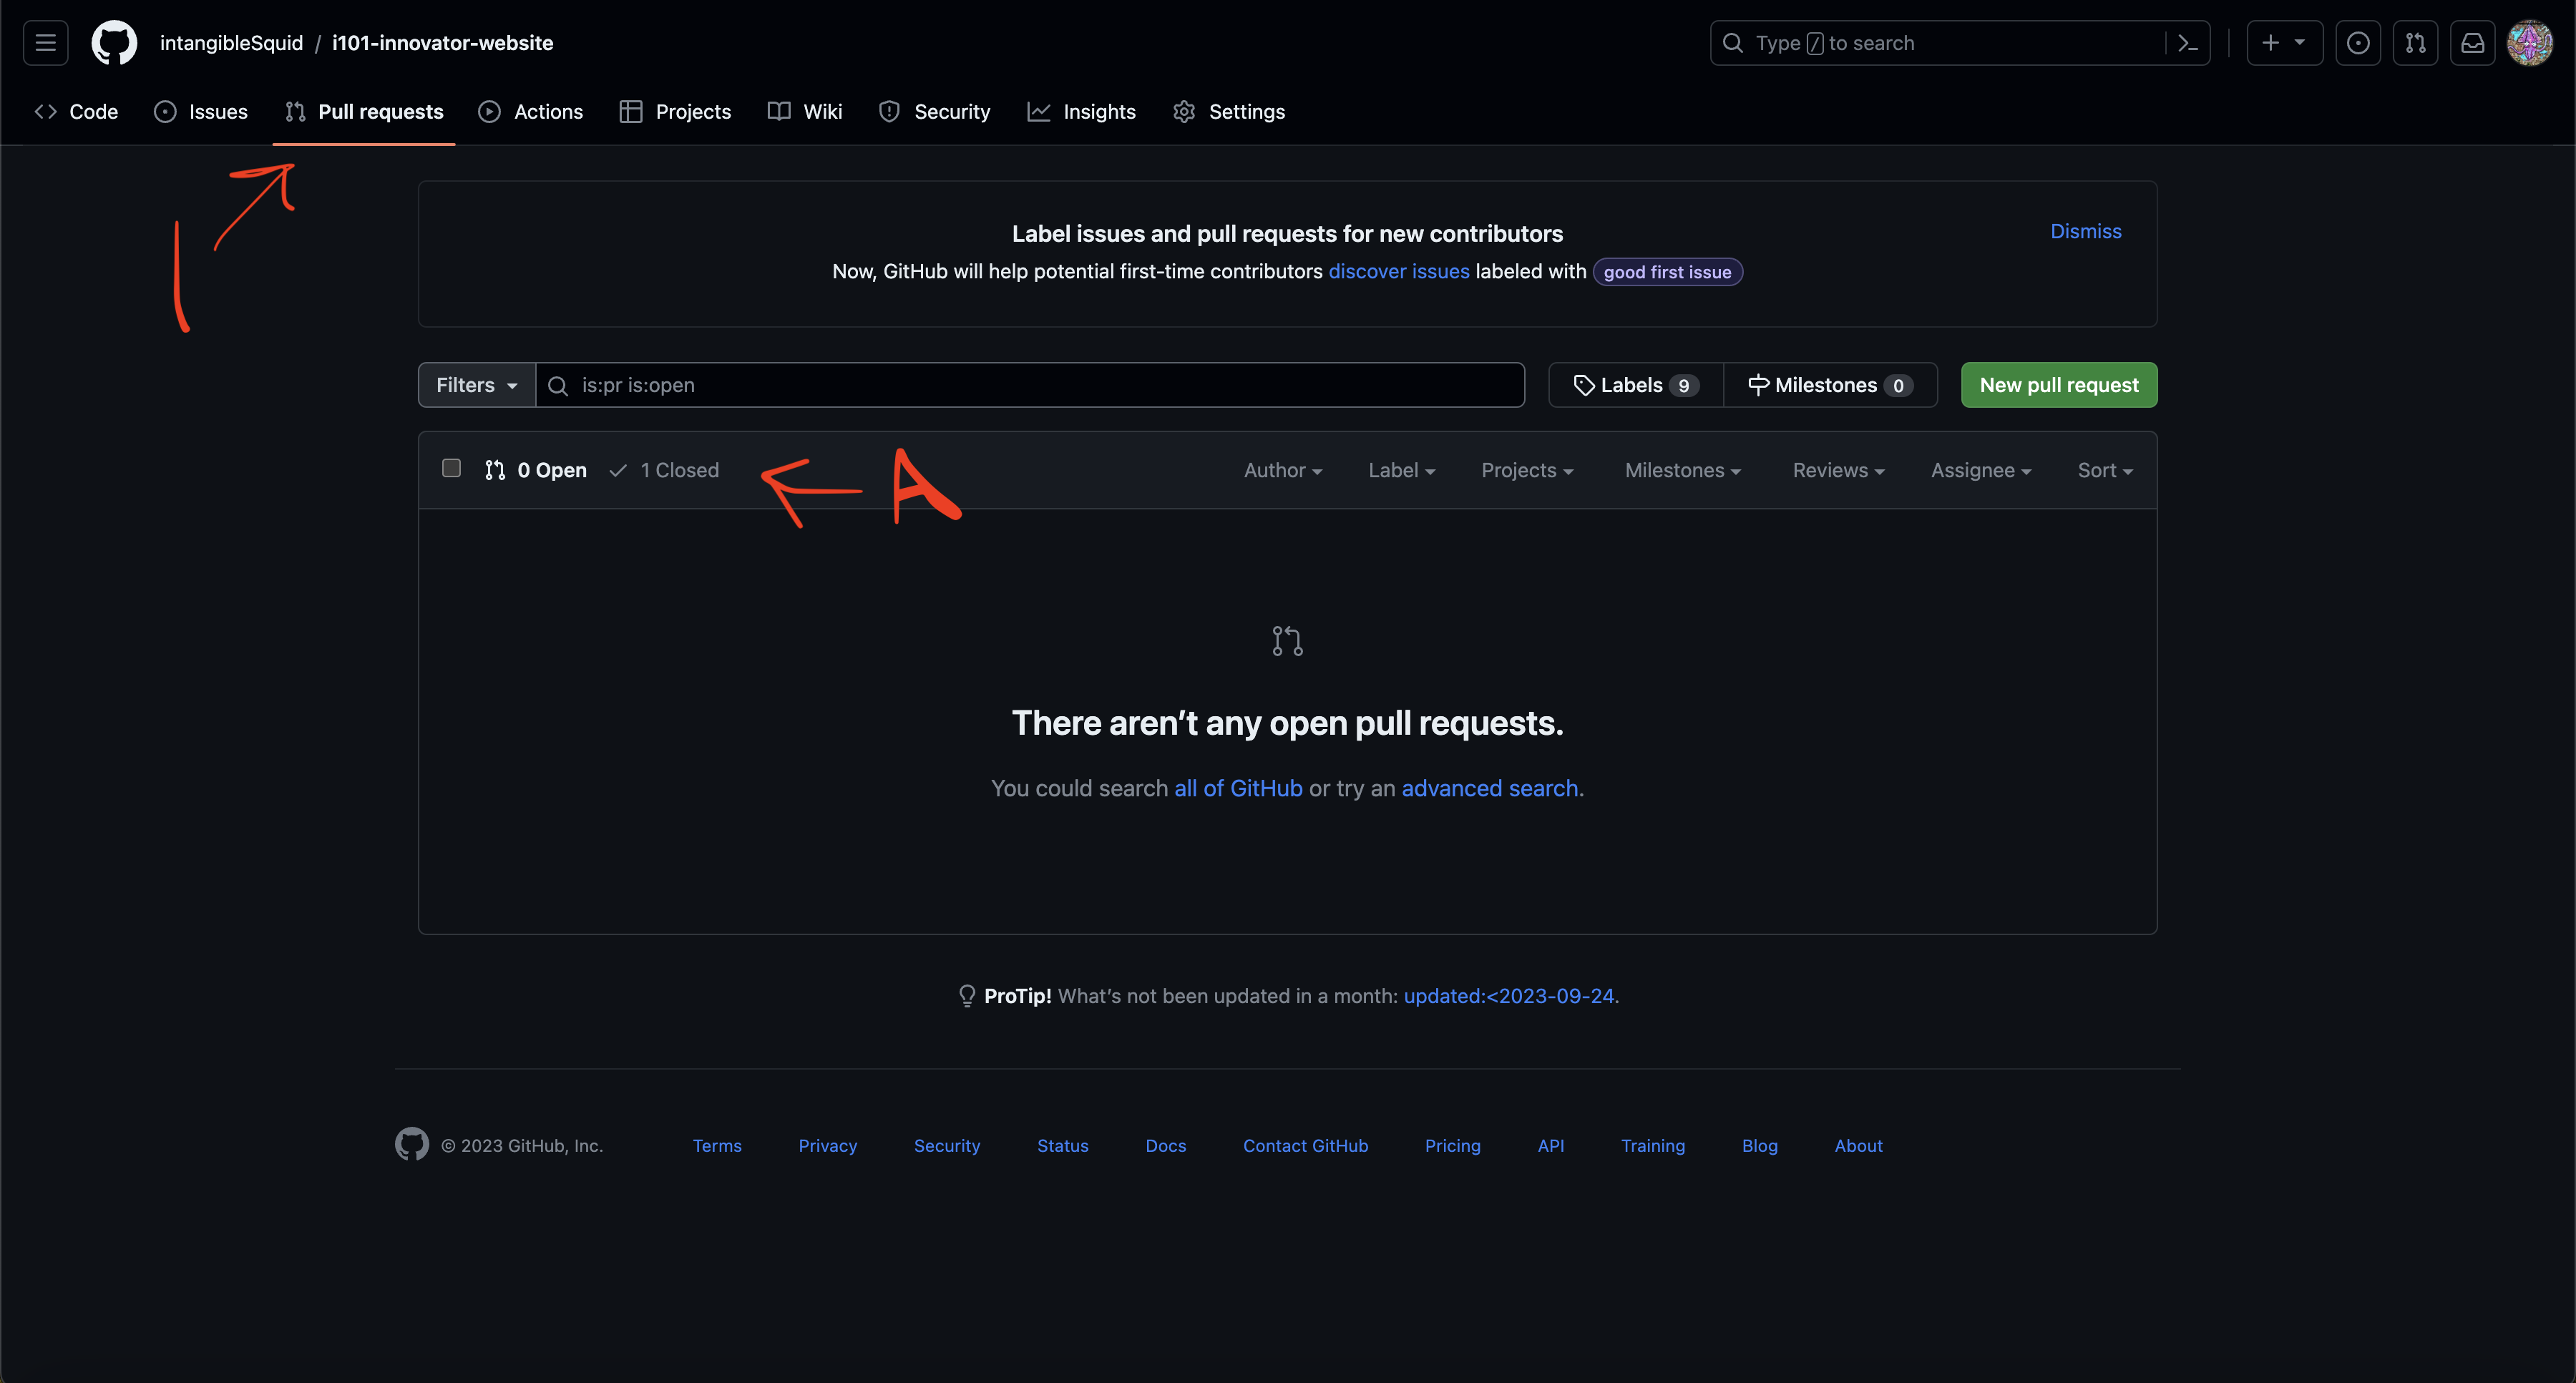 intangibleSquid / i101-innovator-website
Type / to search
Code Issues Pull requests Actions Projects Wiki Security Insights Settings
1
Label issues and pull requests for new contributors
Dismiss
Now, GitHub will help potential first-time contributors discover issues labeled with good first issue
Filters is:pr is:open Labels 9 Milestones 0 New pull request
0 Open 1 Closed A Author Label Projects Milestones Reviews Assignee Sort
There aren’t any open pull requests.
You could search all of GitHub or try an advanced search.
ProTip! What’s not been updated in a month: updated:<2023-09-24.
© 2023 GitHub, Inc. Terms Privacy Security Status Docs Contact GitHub Pricing API Training Blog About